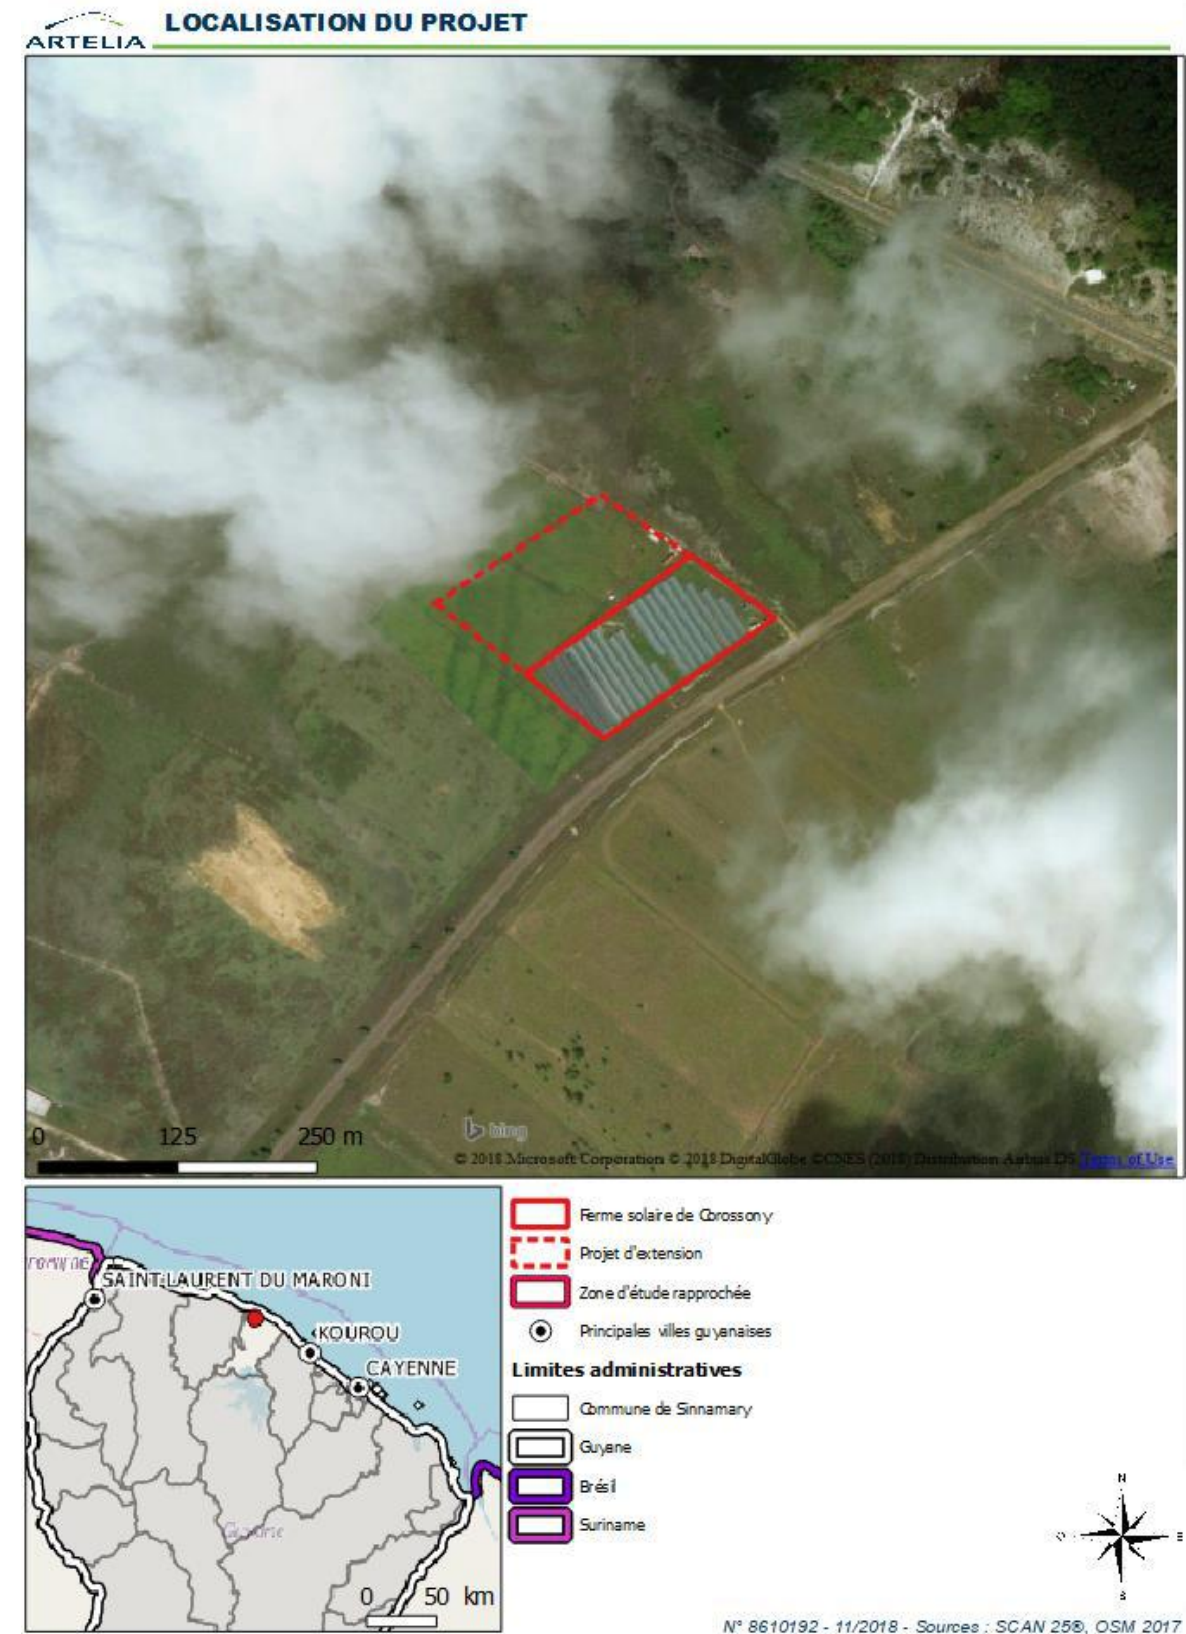 ARTELIA
LOCALISATION DU PROJET
0 125 250 m
bing
© 2018 Microsoft Corporation © 2018 DigitalGlobe ©CNES (2018) Distribution Airbus DS Terms of Use
SAINT-LAURENT DU MARONI
KOUROU
CAYENNE
Guyane
0 50 km
Ferme solaire de Corossony
Projet d'extension
Zone d'étude rapprochée
Principales villes guyanaises
Limites administratives
Commune de Sinnamary
Guyane
Brésil
Suriname
N
O E
S
N° 8610192 - 11/2018 - Sources : SCAN 25®, OSM 2017